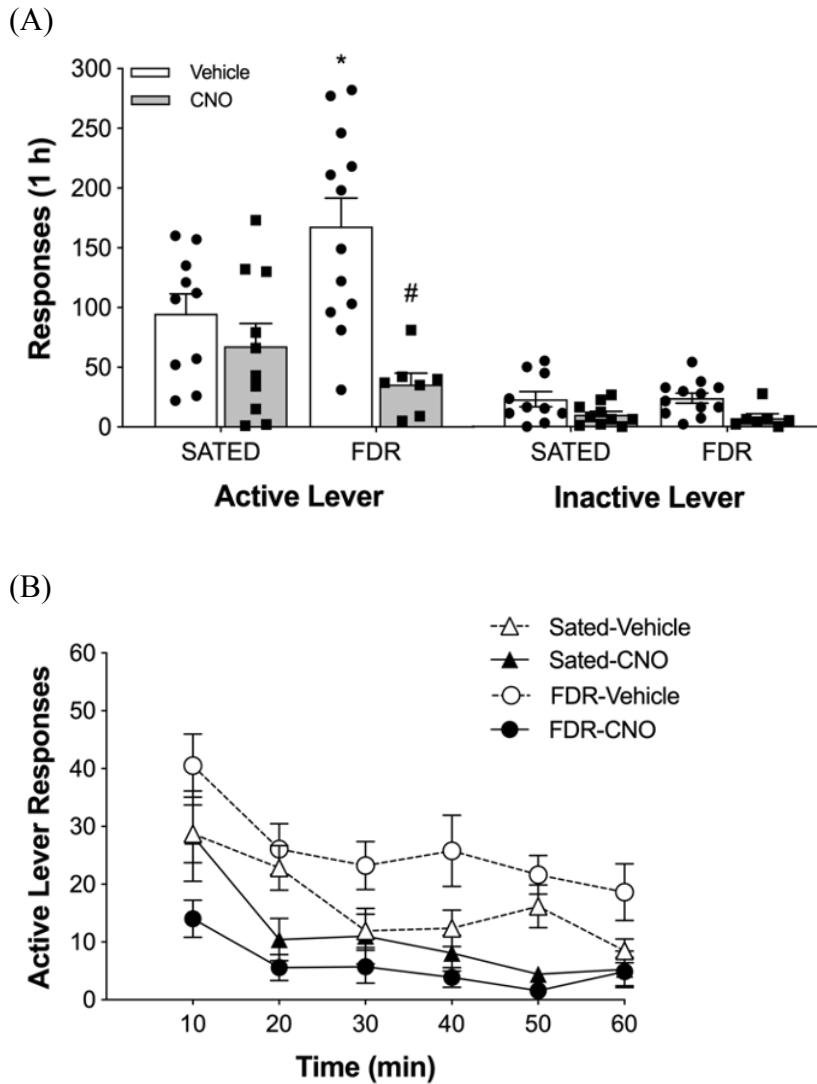 (A)
*
300
Vehicle
CNO
250
200
150
#
100
50
0
Responses (1 h)
SATED FDR SATED FDR
Active Lever Inactive Lever
(B)
Sated-Vehicle
Sated-CNO
FDR-Vehicle
FDR-CNO
60
50
40
30
20
10
0
Active Lever Responses
10 20 30 40 50 60
Time (min)